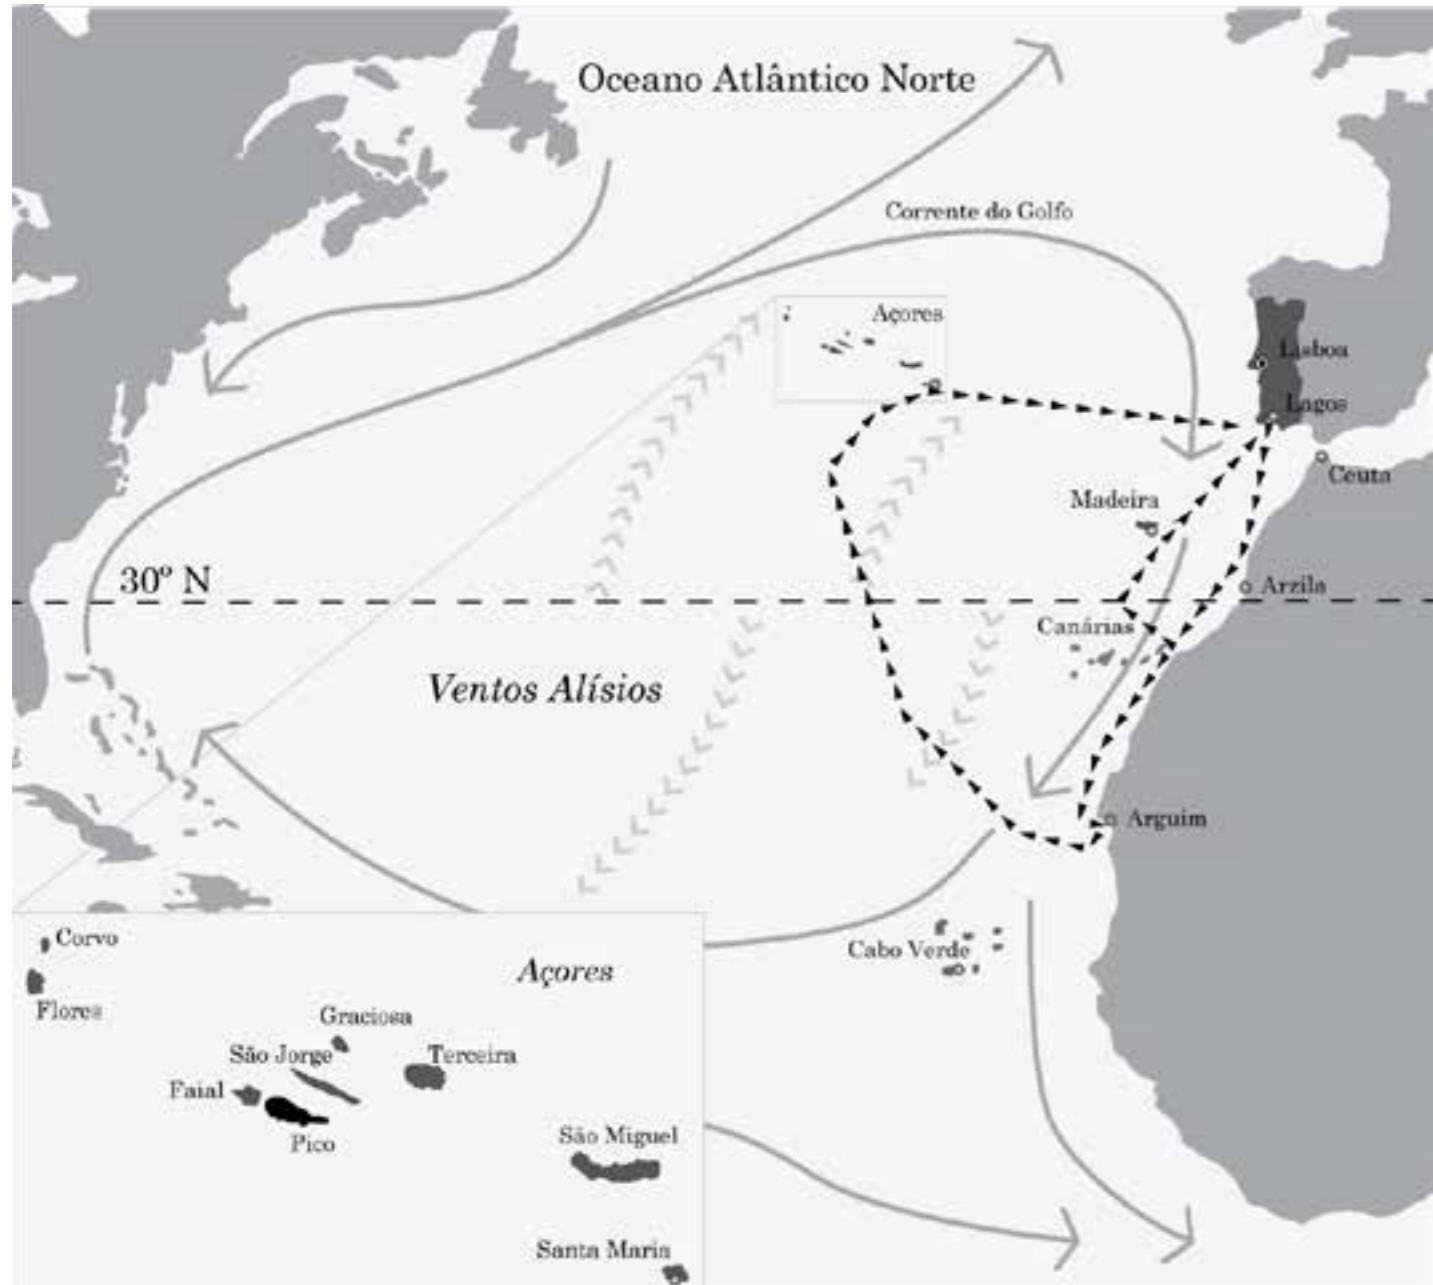 Oceano Atlântico Norte
Corrente do Golfo
Açores
Lisboa
Lagos
Ceuta
Madeira
30º N
Arzila
Canárias
Ventos Alísios
Arguim
Cabo Verde
Corvo
Açores
Flores
Graciosa
São Jorge
Terceira
Faial
Pico
São Miguel
Santa Maria